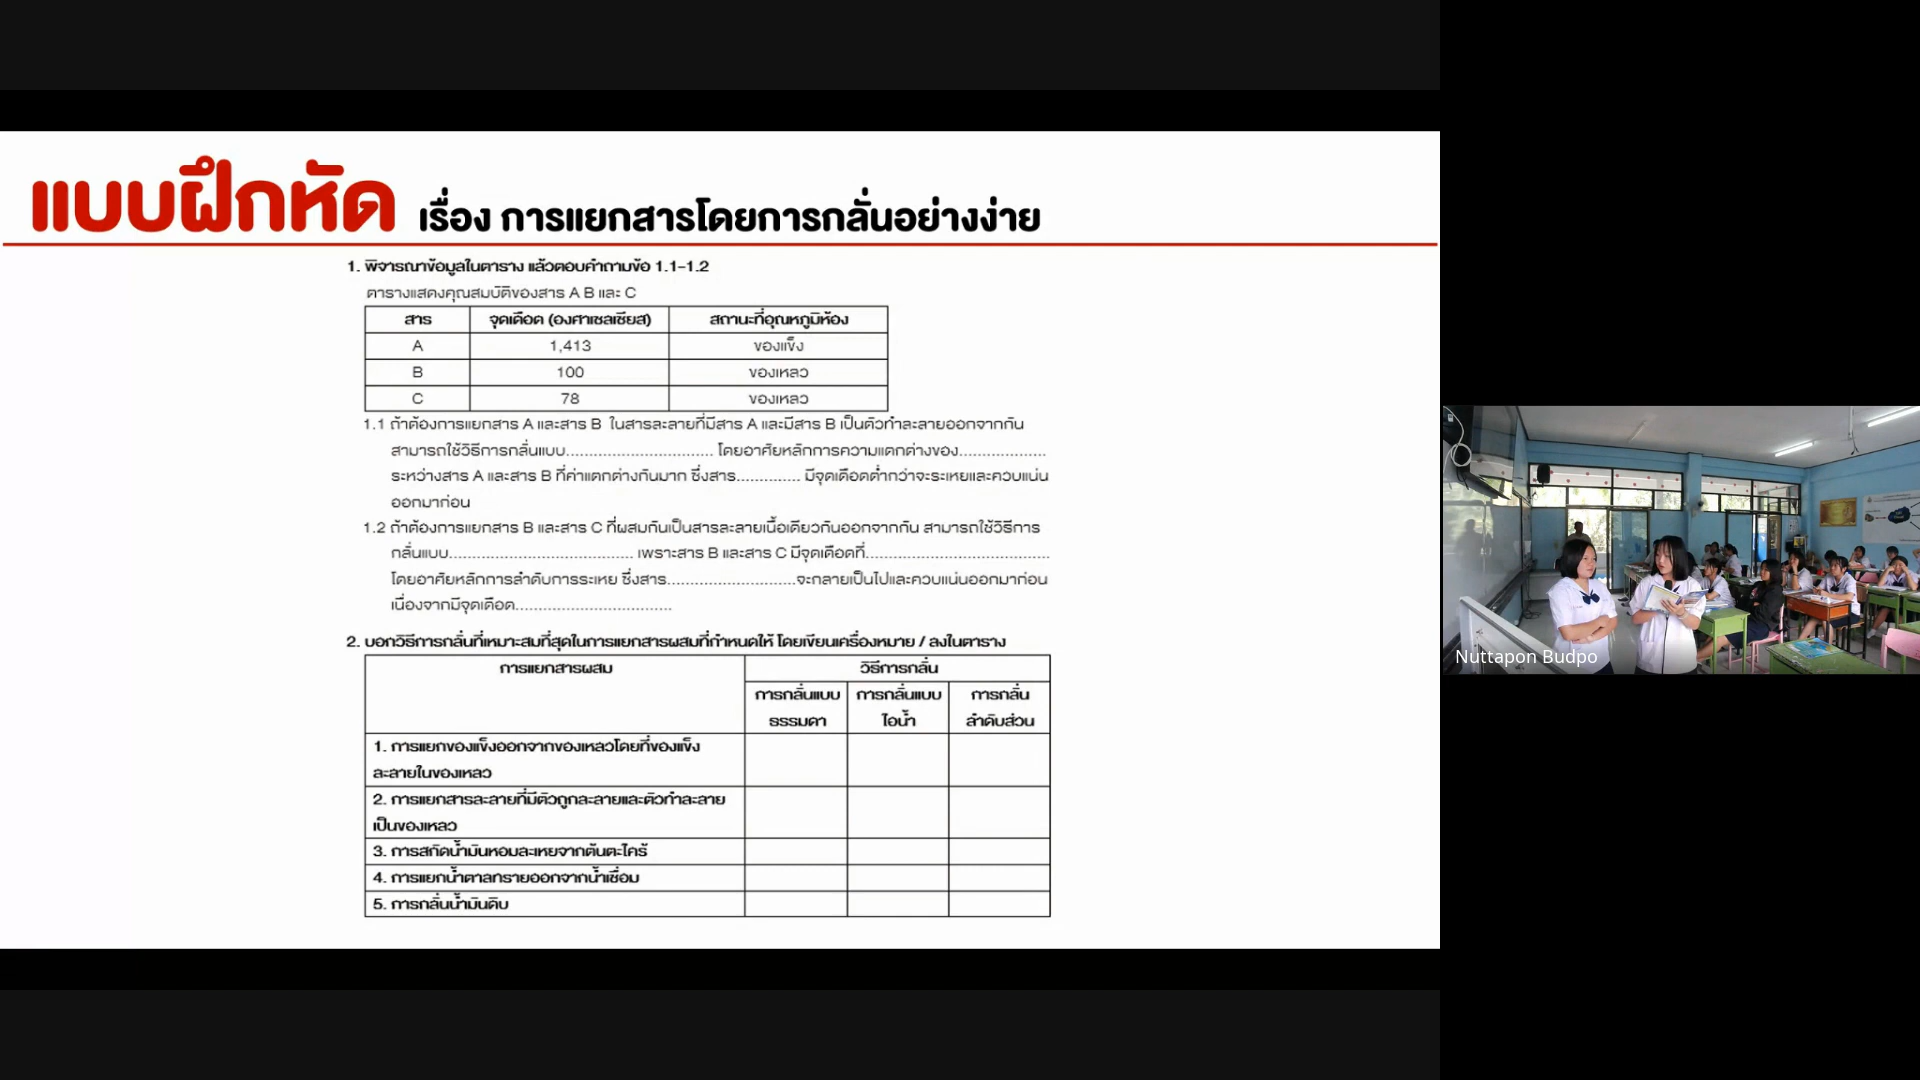 แบบฝึกหัด เรื่อง การแยกสารโดยการกลั่นอย่างง่าย
1. พิจารณาข้อมูลในตาราง แล้วตอบคำถามข้อ 1.1-1.2
ตารางแสดงคุณสมบัติของสาร A B และ C
สาร จุดเดือด (องศาเซลเซียส) สถานะที่อุณหภูมิห้อง
A 1,413 ของแข็ง
B 100 ของเหลว
C 78 ของเหลว
1.1 ถ้าต้องการแยกสาร A และสาร B ในสารละลายที่มีสาร A และมีสาร B เป็นตัวทำละลายออกจากกัน
สามารถใช้วิธีการกลั่นแบบ................................ โดยอาศัยหลักการความแตกต่างของ...................
ระหว่างสาร A และสาร B ที่ค่าแตกต่างกันมาก ซึ่งสาร.............. มีจุดเดือดต่ำกว่าจะระเหยและควบแน่น
ออกมาก่อน
1.2 ถ้าต้องการแยกสาร B และสาร C ที่ผสมกันเป็นสารละลายเนื้อเดียวกันออกจากกัน สามารถใช้วิธีการ
กลั่นแบบ........................................ เพราะสาร B และสาร C มีจุดเดือดที่........................................
โดยอาศัยหลักการลำดับการระเหย ซึ่งสาร............................จะกลายเป็นไปและควบแน่นออกมาก่อน
เนื่องจากมีจุดเดือด..................................
2. บอกวิธีการกลั่นที่เหมาะสมที่สุดในการแยกสารผสมที่กำหนดให้ โดยเขียนเครื่องหมาย / ลงในตาราง
การแยกสารผสม วิธีการกลั่น
การกลั่นแบบ การกลั่นแบบ การกลั่น
ธรรมดา ไอน้ำ ลำดับส่วน
1. การแยกของแข็งออกจากของเหลวโดยที่ของแข็ง
ละลายในของเหลว
2. การแยกสารละลายที่มีตัวถูกละลายและตัวทำละลาย
เป็นของเหลว
3. การสกัดน้ำมันหอมละเหยจากต้นตะไคร้
4. การแยกน้ำตาลทรายออกจากน้ำเชื่อม
5. การกลั่นน้ำมันดิบ
Nuttapon Budpo